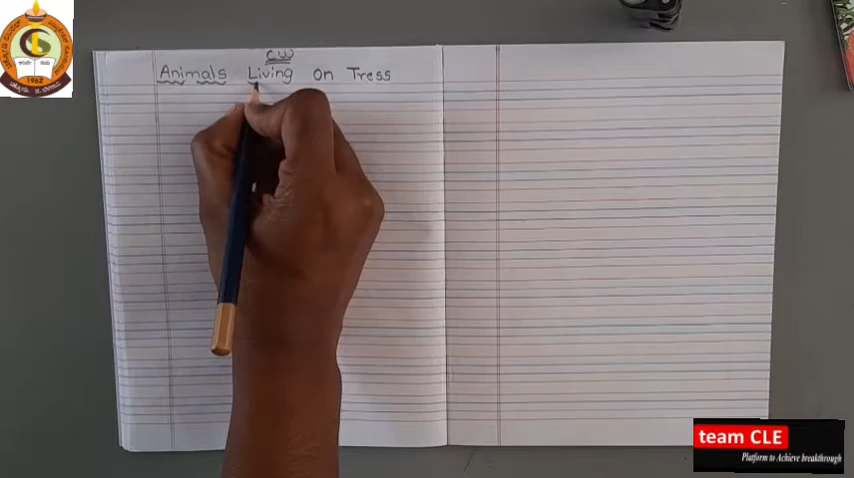 CW
Animals Living On Tress
1962
team CLE
Platform to Achieve breakthrough